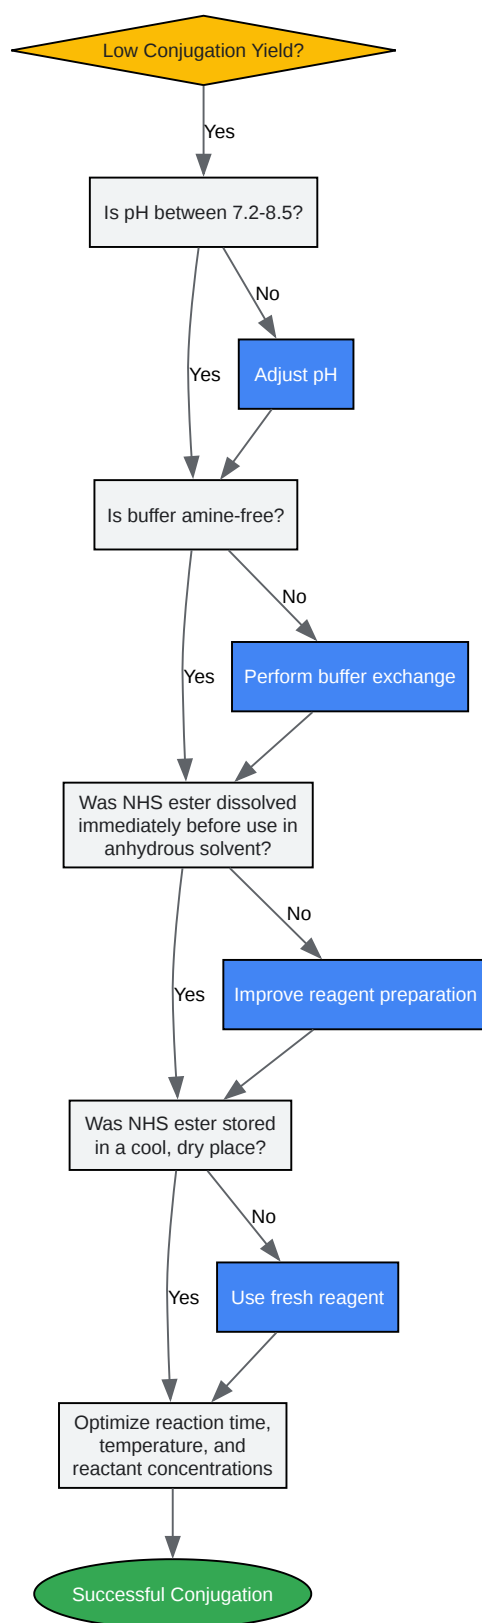 Low Conjugation Yield?
Yes
Is pH between 7.2-8.5?
No
Yes
Adjust pH
Is buffer amine-free?
No
Yes
Perform buffer exchange
Was NHS ester dissolved
immediately before use in
anhydrous solvent?
No
Yes
Improve reagent preparation
Was NHS ester stored
in a cool, dry place?
No
Yes
Use fresh reagent
Optimize reaction time,
temperature, and
reactant concentrations
Successful Conjugation